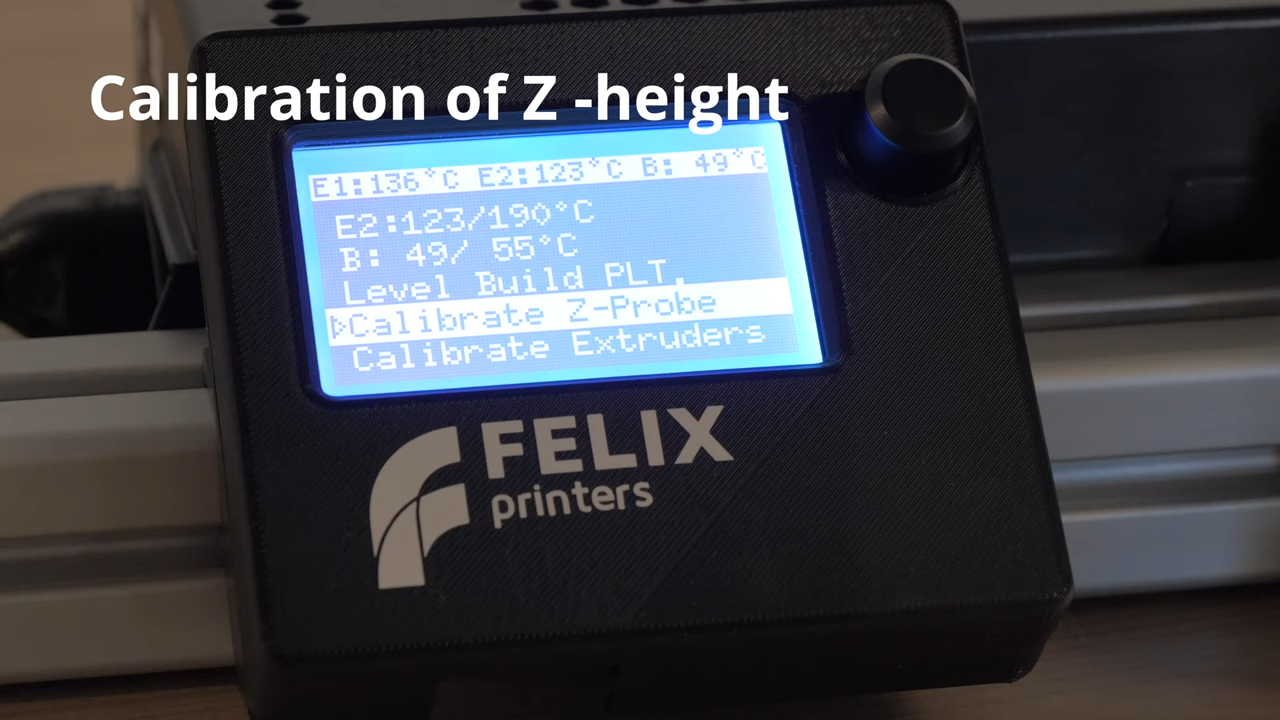 Calibration of Z -height
E1:136°C E2:123°C B: 49°C
E2:123/190°C
B: 49/ 55°C
Level Build PLT.
Calibrate Z-Probe
Calibrate Extruders
FELIX
printers